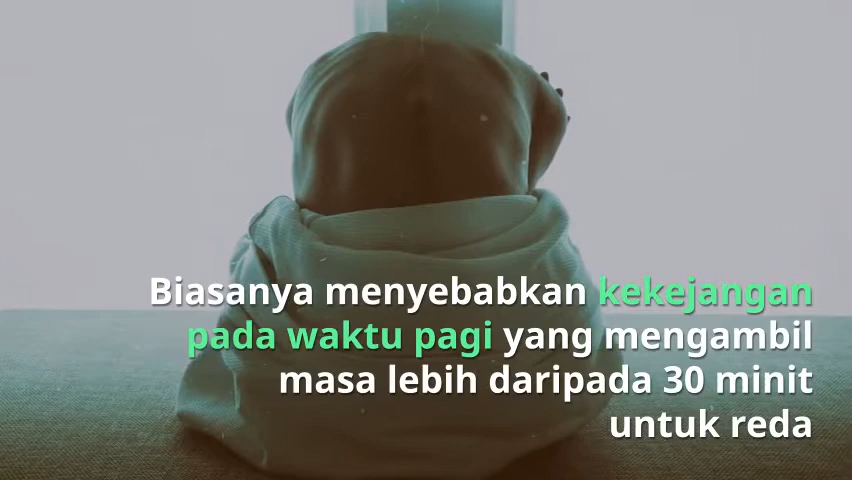 Biasanya menyebabkan kekejangan
pada waktu pagi yang mengambil
masa lebih daripada 30 minit
untuk reda